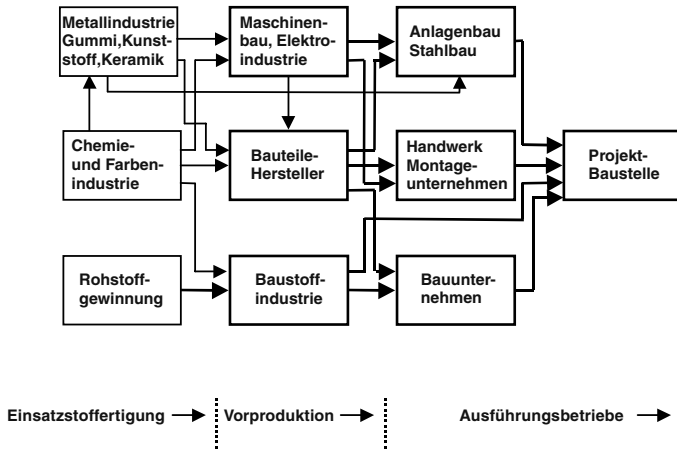 Metallindustrie
Gummi,Kunst-
stoff,Keramik
Maschinen-
bau, Elektro-
industrie
Anlagenbau
Stahlbau
Chemie-
und Farben-
industrie
Bauteile-
Hersteller
Handwerk
Montage-
unternehmen
Projekt-
Baustelle
Rohstoff-
gewinnung
Baustoff-
industrie
Bauunter-
nehmen
Einsatzstoffertigung
Vorproduktion
Ausführungsbetriebe